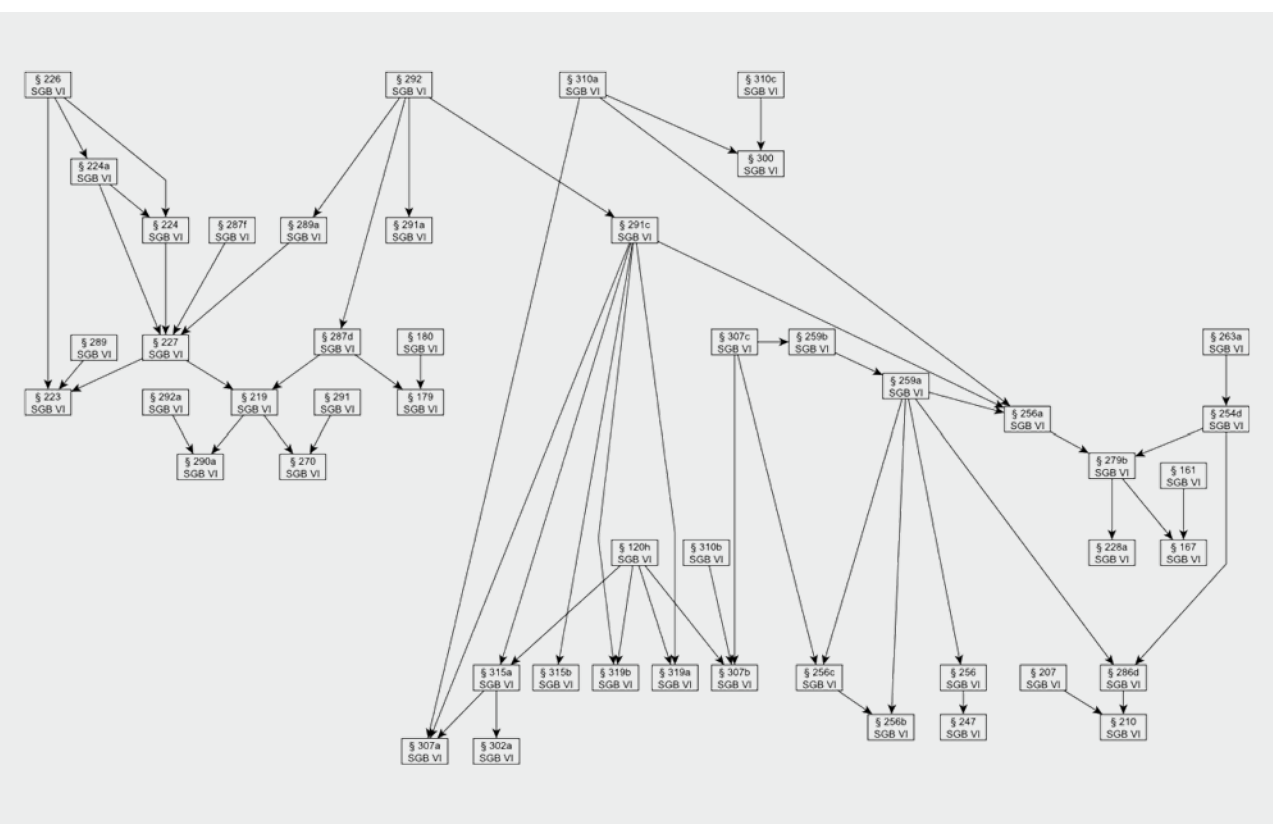 § 226
SGB VI
§ 292
SGB VI
§ 310a
SGB VI
§ 310c
SGB VI
§ 300
SGB VI
§ 224a
SGB VI
§ 224
SGB VI
§ 287f
SGB VI
§ 289a
SGB VI
§ 291a
SGB VI
§ 291c
SGB VI
§ 289
SGB VI
§ 227
SGB VI
§ 287d
SGB VI
§ 180
SGB VI
§ 307c
SGB VI
§ 259b
SGB VI
§ 263a
SGB VI
§ 259a
SGB VI
§ 223
SGB VI
§ 292a
SGB VI
§ 219
SGB VI
§ 291
SGB VI
§ 179
SGB VI
§ 256a
SGB VI
§ 254d
SGB VI
§ 290a
SGB VI
§ 270
SGB VI
§ 279b
SGB VI
§ 161
SGB VI
§ 120h
SGB VI
§ 310b
SGB VI
§ 228a
SGB VI
§ 167
SGB VI
§ 315a
SGB VI
§ 315b
SGB VI
§ 319b
SGB VI
§ 319a
SGB VI
§ 307b
SGB VI
§ 256c
SGB VI
§ 256
SGB VI
§ 207
SGB VI
§ 286d
SGB VI
§ 256b
SGB VI
§ 247
SGB VI
§ 210
SGB VI
§ 307a
SGB VI
§ 302a
SGB VI